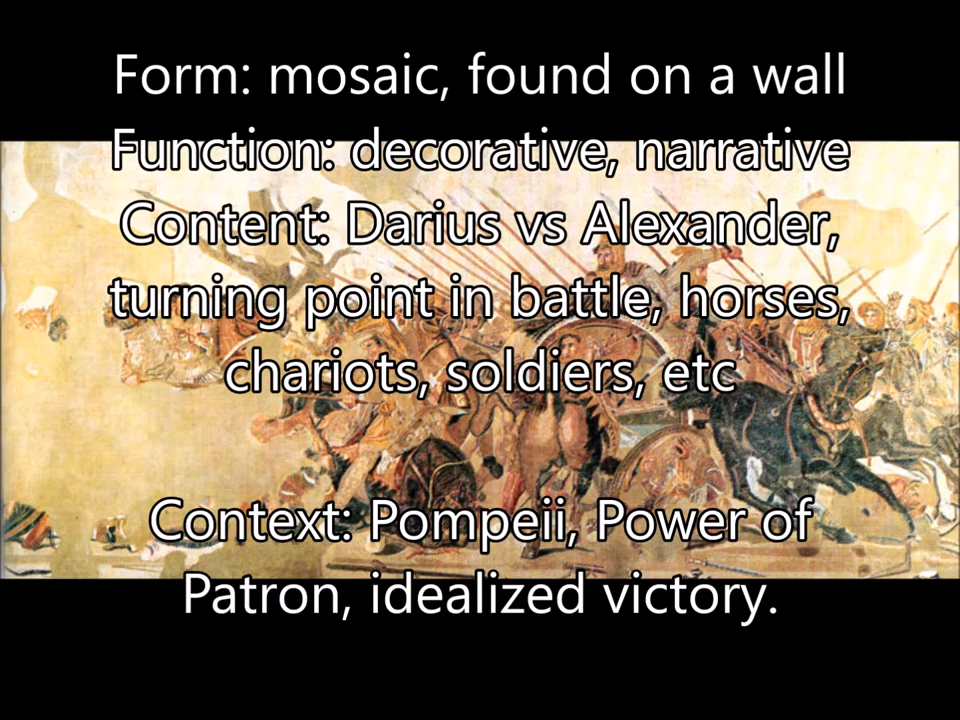 Form: mosaic, found on a wall
Function: decorative, narrative
Content: Darius vs Alexander,
turning point in battle, horses,
chariots, soldiers, etc
Context: Pompeii, Power of
Patron, idealized victory.